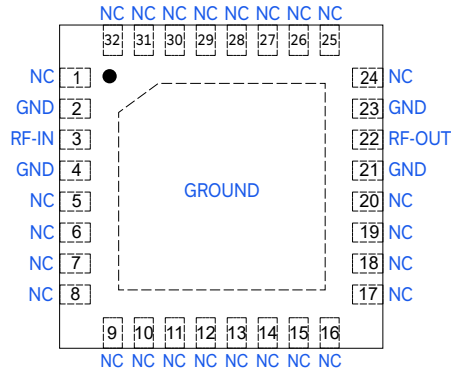 NC NC NC NC NC NC NC NC
32 31 30 29 28 27 26 25
NC 1 24 NC
GND 2 23 GND
RF-IN 3 22 RF-OUT
GND 4 21 GND
NC 5 20 NC
GROUND
NC 6 19 NC
NC 7 18 NC
NC 8 17 NC
9 10 11 12 13 14 15 16
NC NC NC NC NC NC NC NC